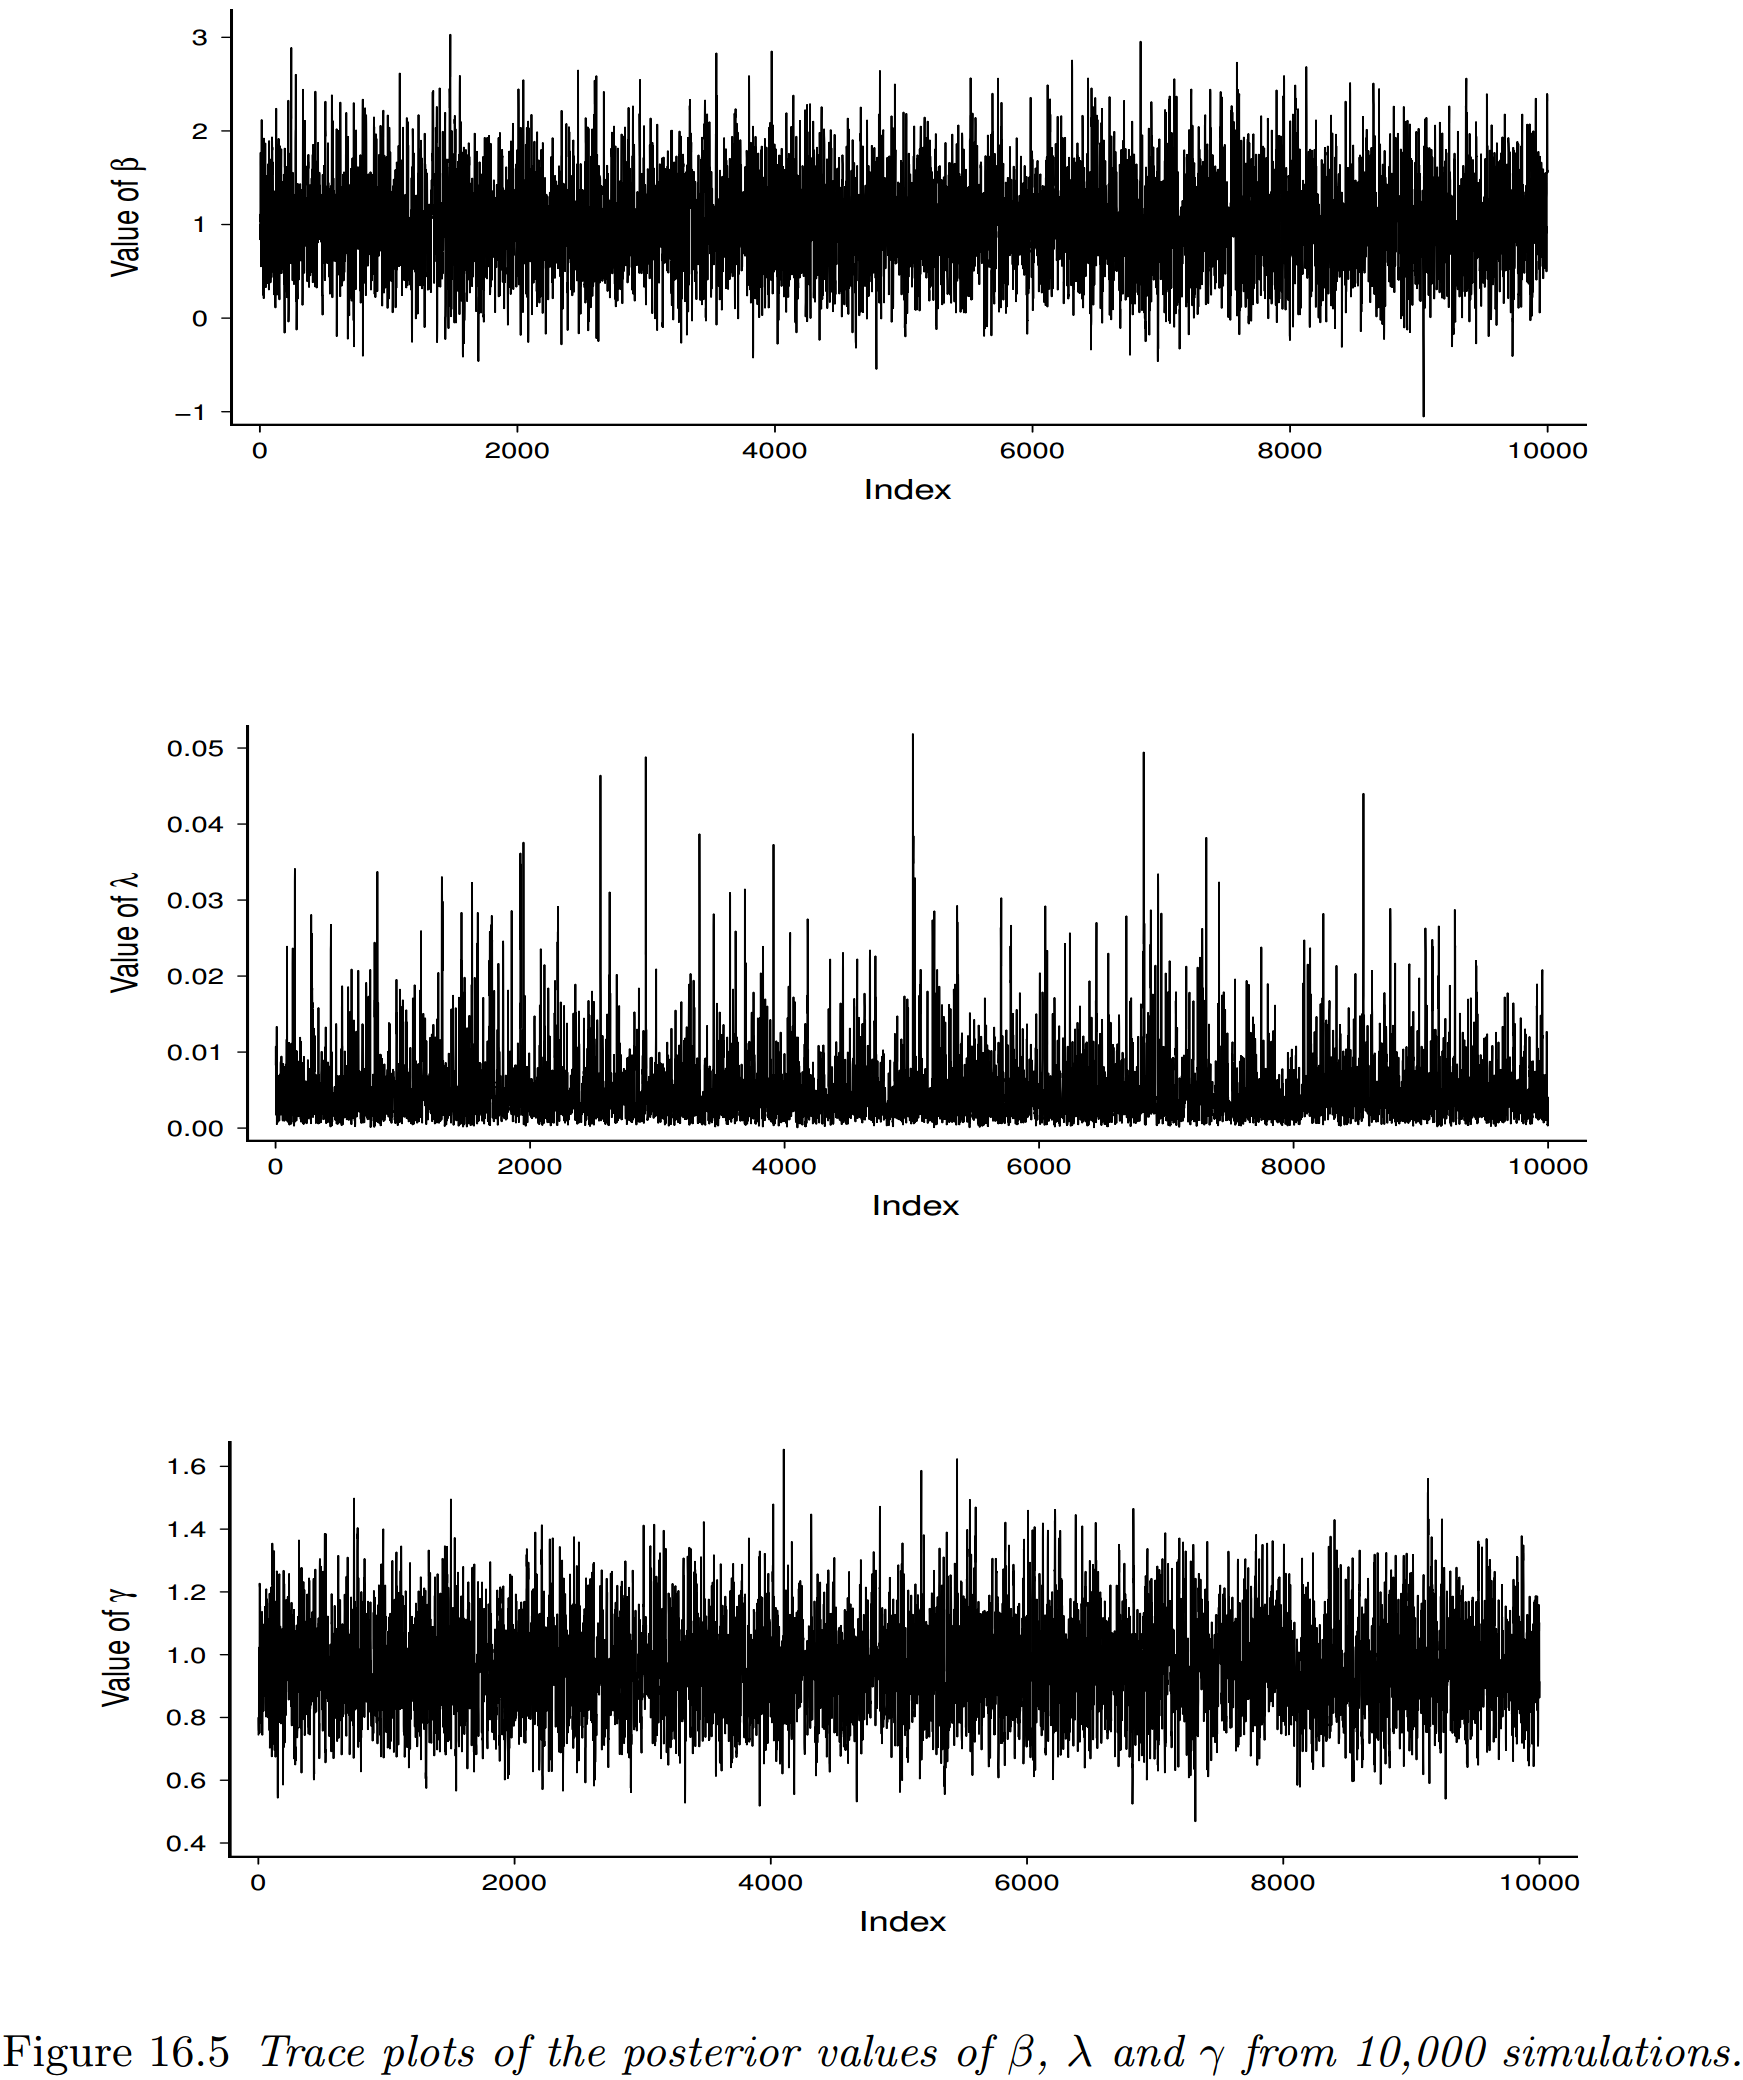 3
2
1
0
−1
Value of β
0 2000 4000 6000 8000 10000
Index
0.05
0.04
0.03
0.02
0.01
0.00
Value of λ
0 2000 4000 6000 8000 10000
Index
1.6
1.4
1.2
1.0
0.8
0.6
0.4
Value of γ
0 2000 4000 6000 8000 10000
Index
Figure 16.5 Trace plots of the posterior values of β, λ and γ from 10,000 simulations.